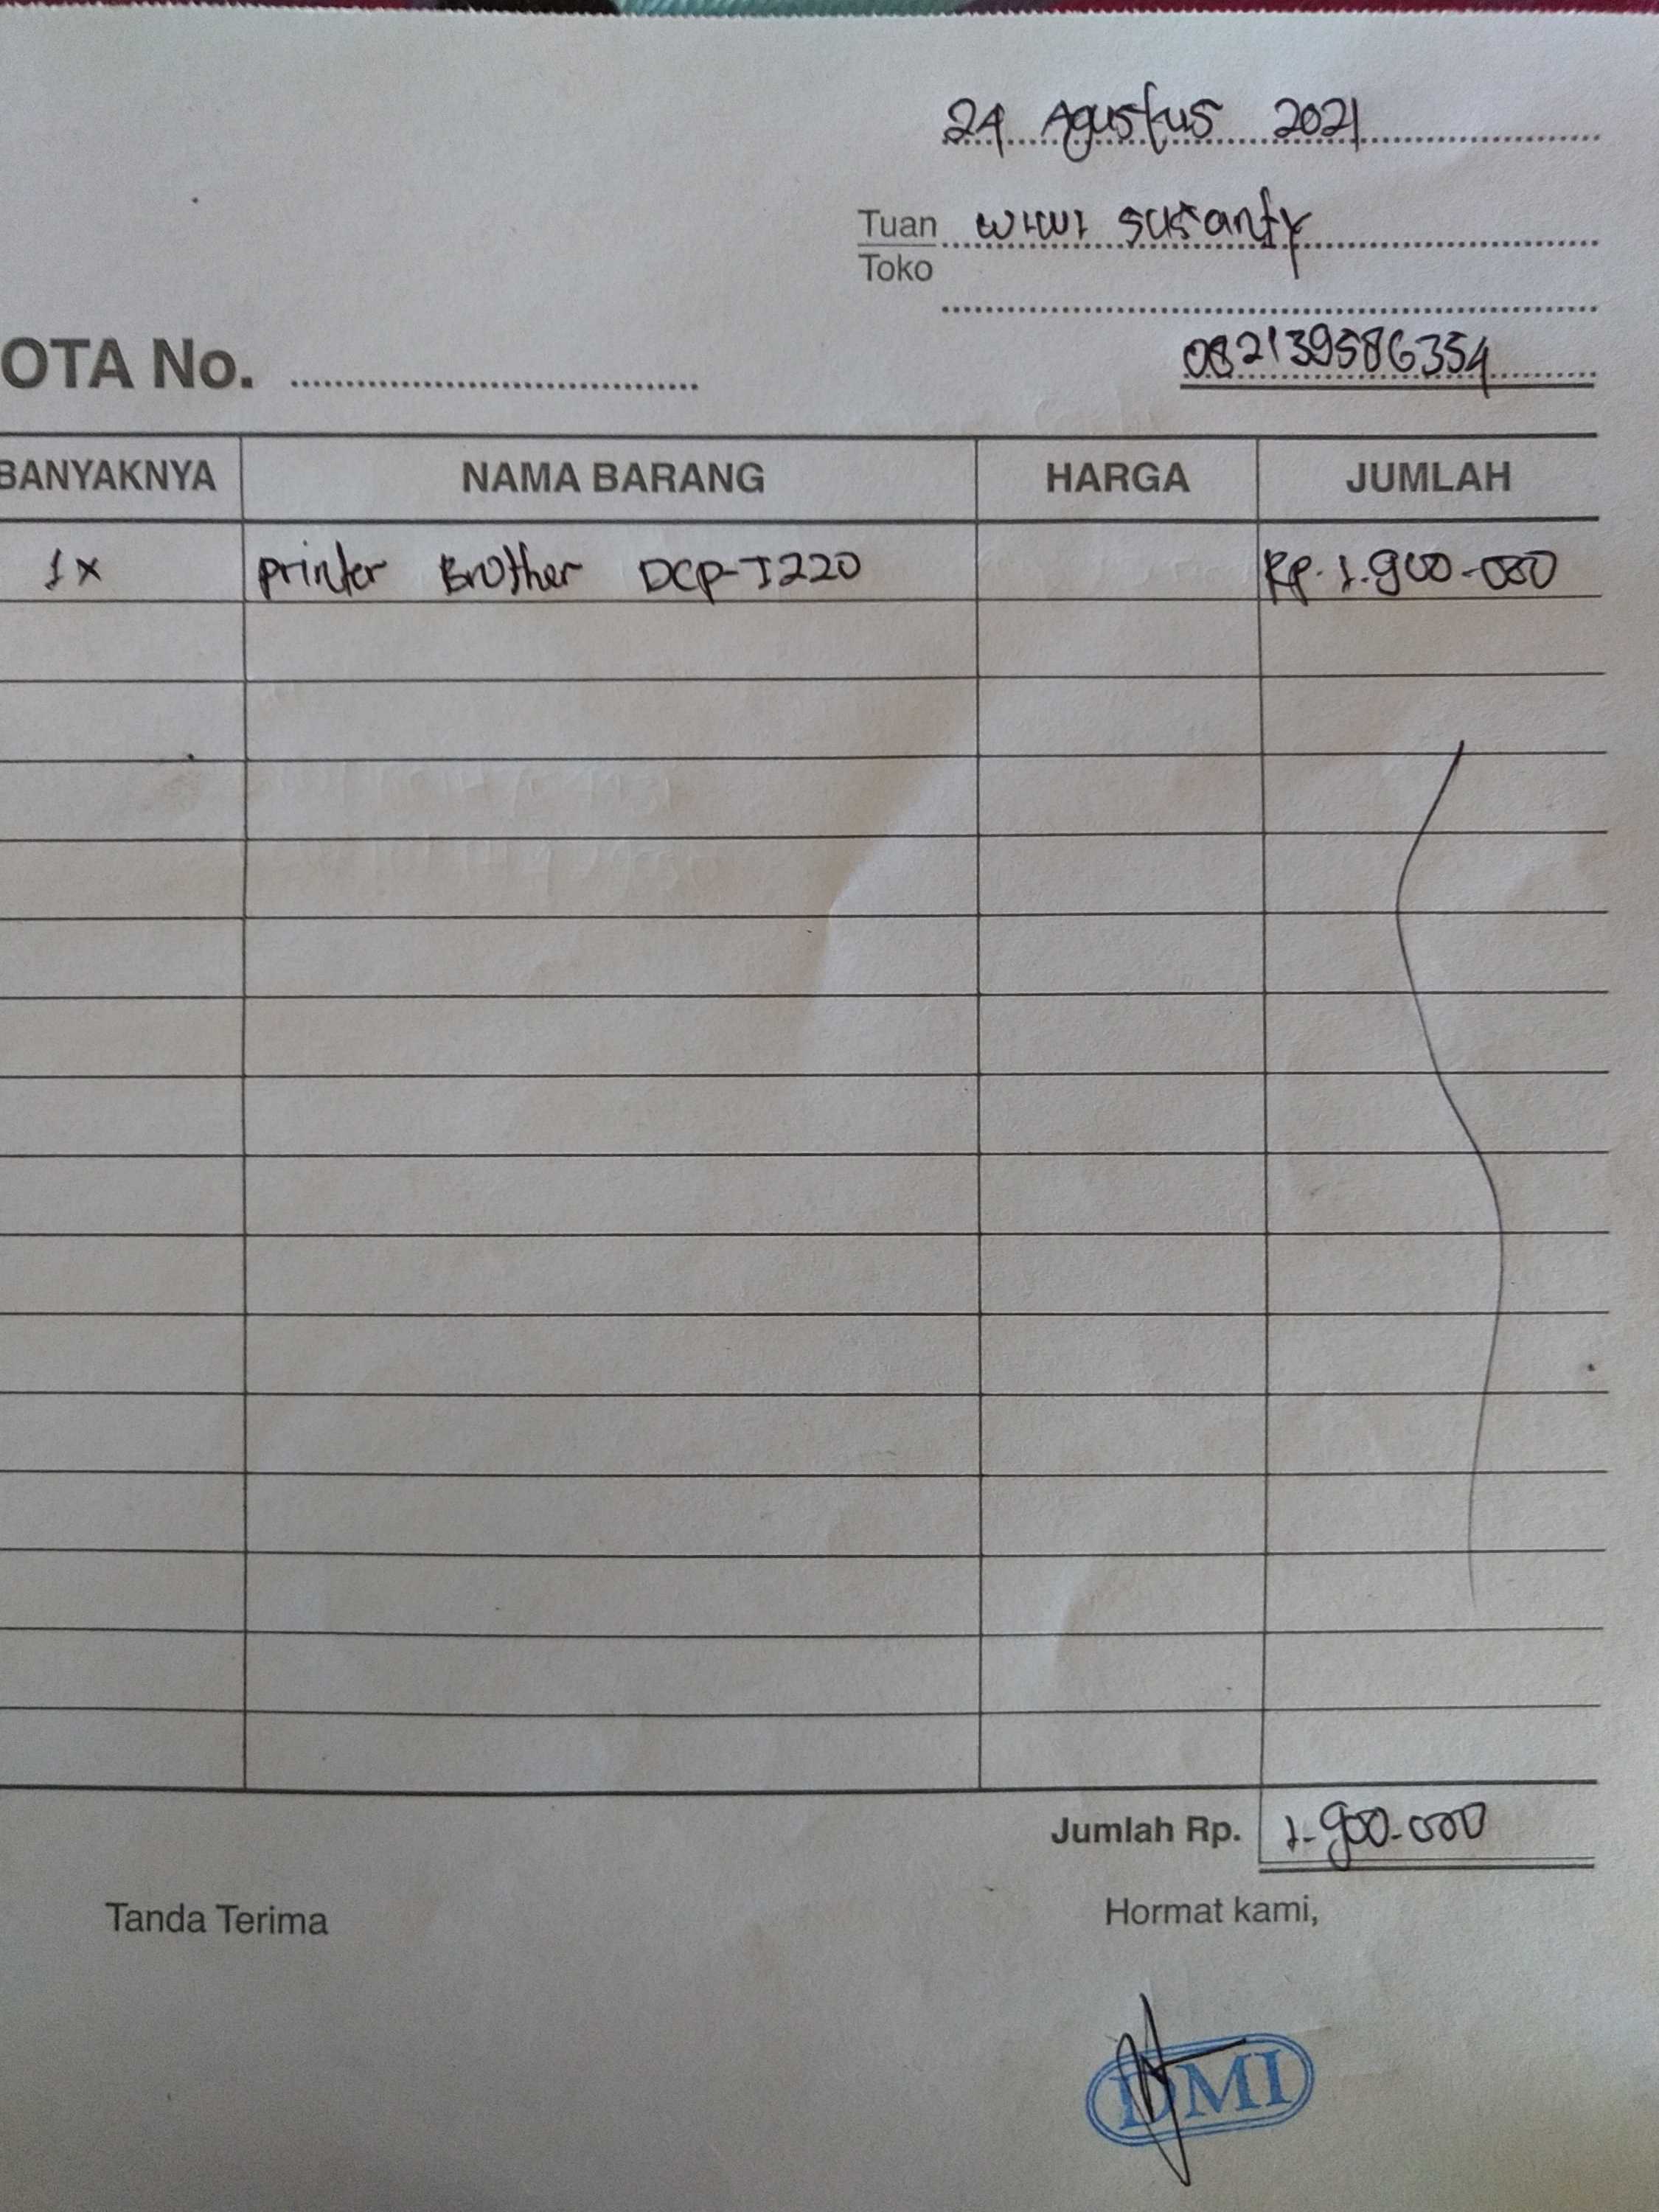 24 Agustus 2021
Tuan Wiwi Susanty
Toko
082139586354
OTA No.
BANYAKNYA NAMA BARANG HARGA JUMLAH
1x Printer Brother DCP-T220 Rp. 1.900.000
Jumlah Rp. 1.900.000
Tanda Terima Hormat kami,
DMI